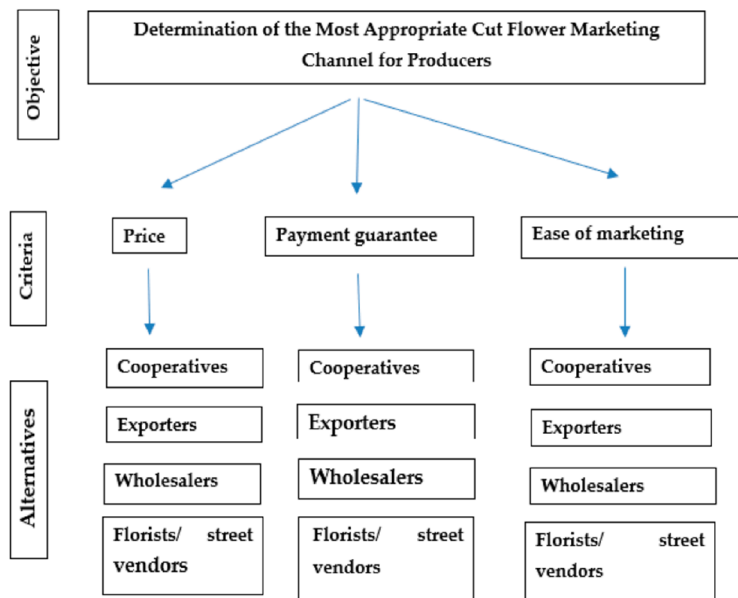 Objective
Determination of the Most Appropriate Cut Flower Marketing
Channel for Producers
Criteria
Price
Payment guarantee
Ease of marketing
Alternatives
Cooperatives
Exporters
Wholesalers
Florists/ street
vendors
Cooperatives
Exporters
Wholesalers
Florists/ street
vendors
Cooperatives
Exporters
Wholesalers
Florists/ street
vendors